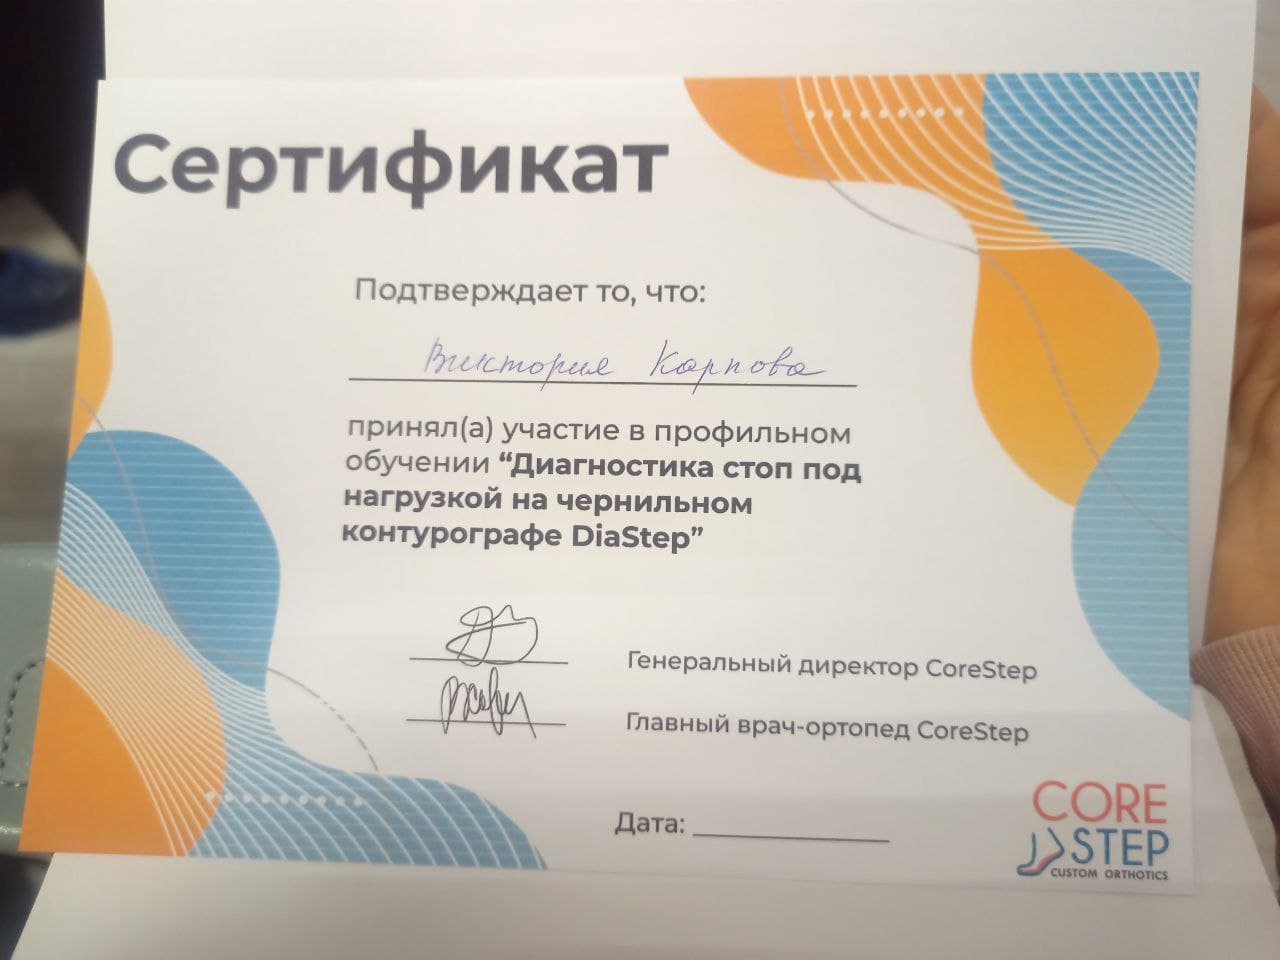 Сертификат
Подтверждает то, что:
Виктория Карпова
принял(а) участие в профильном
обучении “Диагностика стоп под
нагрузкой на чернильном
контурографе DiaStep”
Генеральный директор CoreStep
Главный врач-ортопед CoreStep
Дата:
CORE
STEP
CUSTOM ORTHOTICS